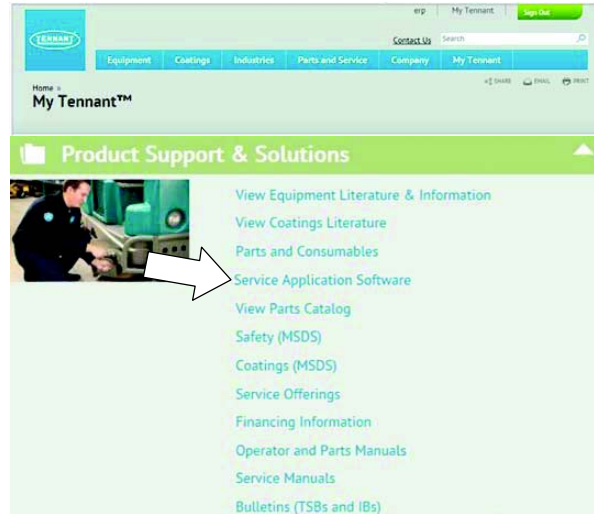 erp My Tennant Sign Out
TENNANT
Contact Us Search
Equipment Coatings Industries Parts and Service Company My Tennant
SHARE EMAIL PRINT
Home »
My Tennant™
Product Support & Solutions
View Equipment Literature & Information
View Coatings Literature
Parts and Consumables
Service Application Software
View Parts Catalog
Safety (MSDS)
Coatings (MSDS)
Service Offerings
Financing Information
Operator and Parts Manuals
Service Manuals
Bulletins (TSBs and IBs)